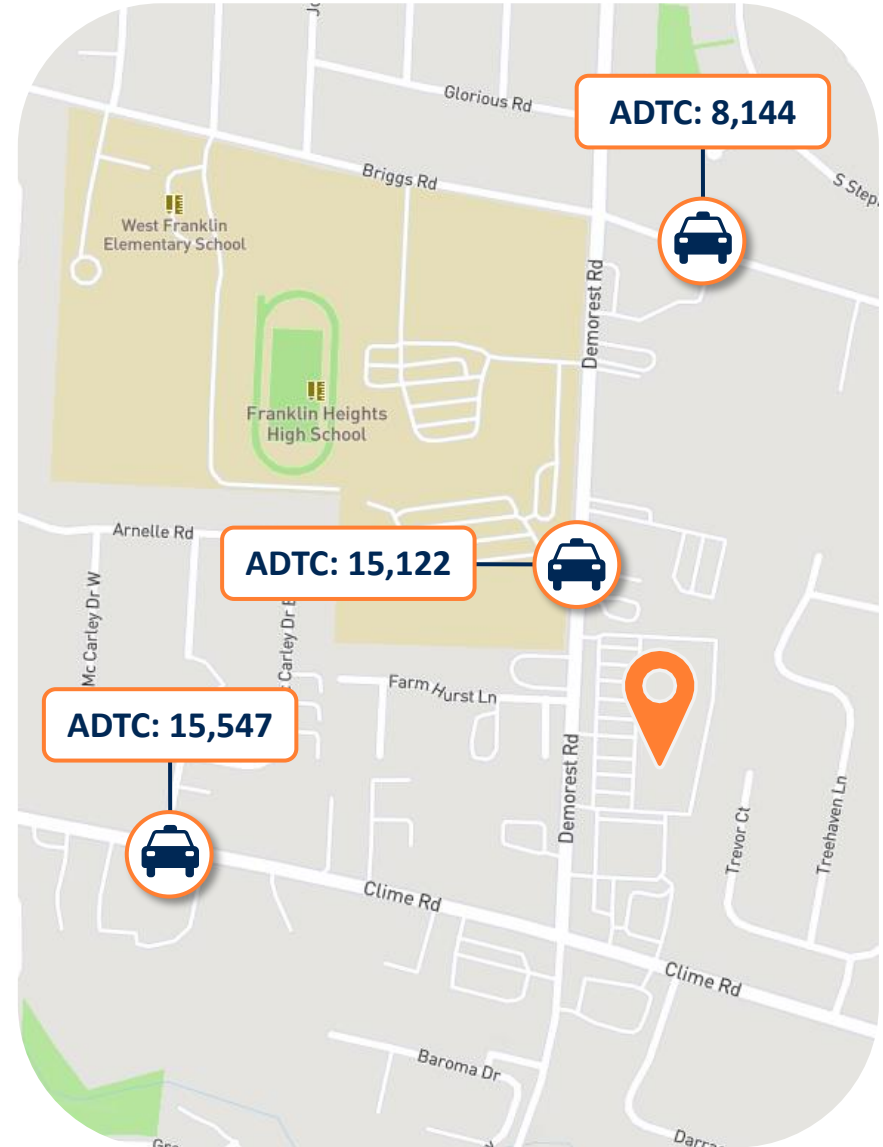 Glorious Rd
ADTC: 8,144
Briggs Rd
West Franklin
Elementary School
Demorest Rd
Franklin Heights
High School
Arnelle Rd
ADTC: 15,122
Mc Carley Dr W
Carley Dr E
Farm Hurst Ln
ADTC: 15,547
Demorest Rd
Trevor Ct
Treehaven Ln
Clime Rd
Clime Rd
Baroma Dr